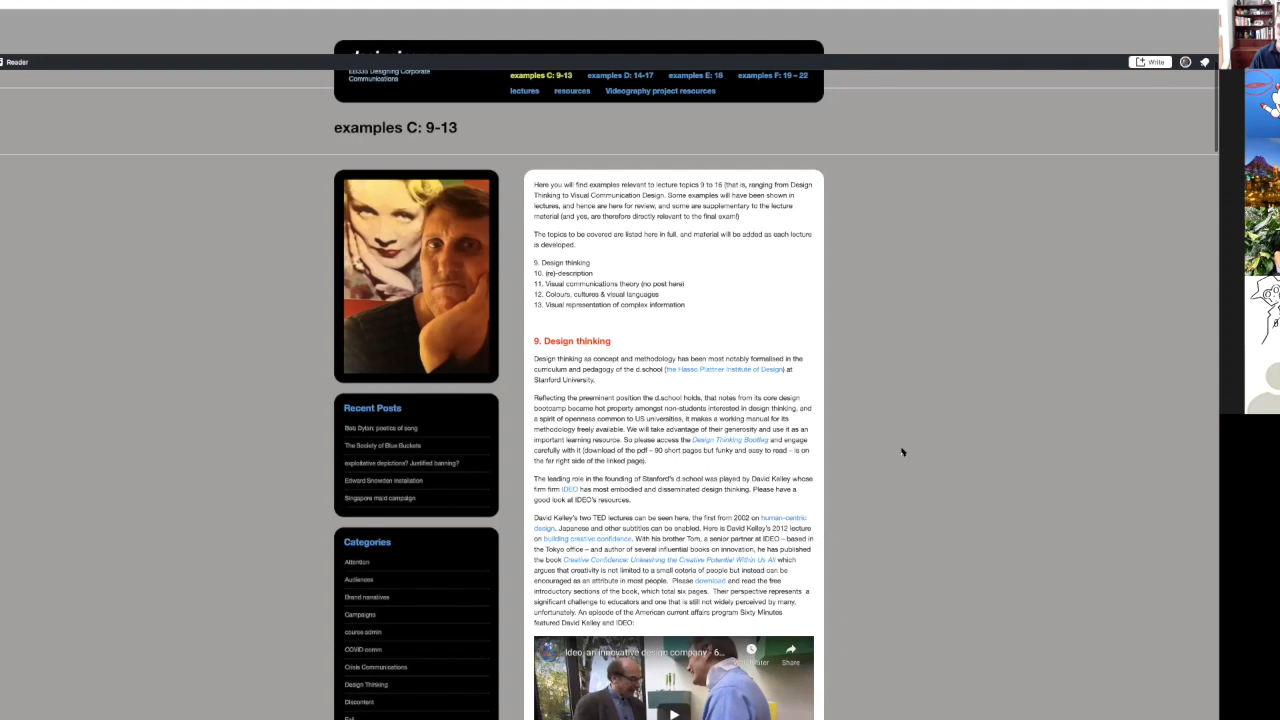 Reader
Write
Designing Corporate
Communications
examples C: 9-13
examples D: 14-17
examples E: 18
examples F: 19 – 22
lectures
resources
Videography project resources
examples C: 9-13
Here you will find examples relevant to lecture topics 9 to 16 (that is, ranging from Design
Thinking to Visual Communication Design. Some examples will have been shown in
lectures, and hence are here for review, and some are supplementary to the lecture
material (and yes, are therefore directly relevant to the final exam!)
The topics to be covered are listed here in full, and material will be added as each lecture
is developed.
9. Design thinking
10. (re)-description
11. Visual communications theory (no post here)
12. Colours, cultures & visual languages
13. Visual representation of complex information
9. Design thinking
Design thinking as concept and methodology has been most notably formalised in the
curriculum and pedagogy of the d.school (the Hasso Plattner Institute of Design) at
Stanford University.
Reflecting the preeminent position the d.school holds, that notes from its core design
bootcamp became hot property amongst non-students interested in design thinking, and
a spirit of openness common to US universities, it makes a working manual for its
methodology freely available. We will take advantage of their generosity and use it as an
important learning resource. So please access the Design Thinking Bootleg and engage
carefully with it (download of the pdf – 90 short pages but funky and easy to read – is on
the far right side of the linked page).
The leading role in the founding of Stanford's d.school was played by David Kelley whose
firm firm IDEO has most embodied and disseminated design thinking. Please have a
good look at IDEO's resources.
David Kelley's two TED lectures can be seen here, the first from 2002 on human-centric
design. Japanese and other subtitles can be enabled. Here is David Kelley's 2012 lecture
on building creative confidence. With his brother Tom, a senior partner at IDEO – based in
the Tokyo office – and author of several influential books on innovation, he has published
the book Creative Confidence: Unleashing the Creative Potential Within Us All which
argues that creativity is not limited to a small coterie of people but instead can be
encouraged as an attribute in most people. Please download and read the free
introductory sections of the book, which total six pages. Their perspective represents a
significant challenge to educators and one that is still not widely perceived by many,
unfortunately. An episode of the American current affairs program Sixty Minutes
featured David Kelley and IDEO:
Ideo, an innovative design company - 6...
Share
Recent Posts
Bob Dylan: poetics of song
The Society of Blue Buckets
exploitative depictions? Justified banning?
Edward Snowden installation
Singapore maid campaign
Categories
Attention
Audiences
Brand narratives
Campaigns
course admin
COVID comm
Crisis Communications
Design Thinking
Discontent